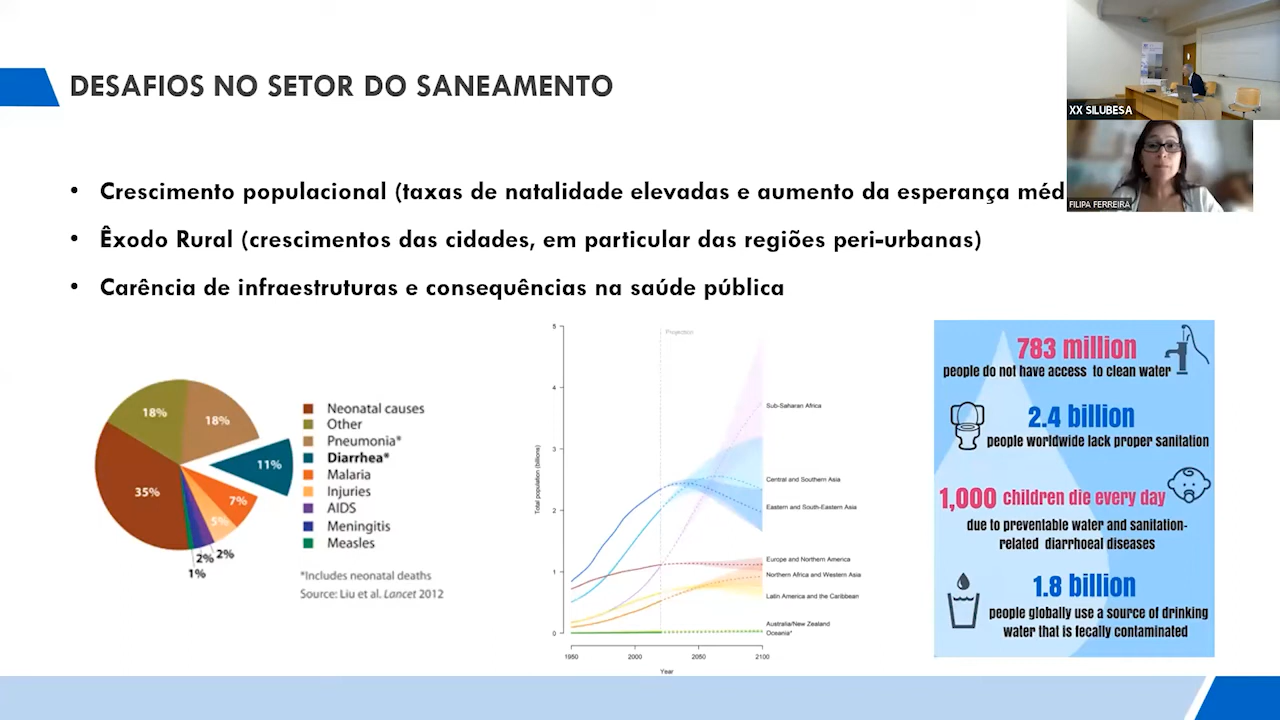 DESAFIOS NO SETOR DO SANEAMENTO
XX SILUBESA
FILIPA FERREIRA
• Crescimento populacional (taxas de natalidade elevadas e aumento da esperança méd
• Êxodo Rural (crescimentos das cidades, em particular das regiões peri-urbanas)
• Carência de infraestruturas e consequências na saúde pública
18%
18%
11%
7%
5%
2%
2%
1%
35%
Neonatal causes
Other
Pneumonia*
Diarrhea*
Malaria
Injuries
AIDS
Meningitis
Measles
*Includes neonatal deaths
Source: Liu et al. Lancet 2012
Total population (billions)
5
4
3
2
1
0
Projection
Sub-Saharan Africa
Central and Southern Asia
Eastern and South-Eastern Asia
Europe and Northern America
Northern Africa and Western Asia
Latin America and the Caribbean
Australia/New Zealand
Oceania*
1950
2000
2050
2100
Year
783 million
people do not have access to clean water
2.4 billion
people worldwide lack proper sanitation
1,000 children die every day
due to preventable water and sanitation-
related diarrhoeal diseases
1.8 billion
people globally use a source of drinking
water that is fecally contaminated